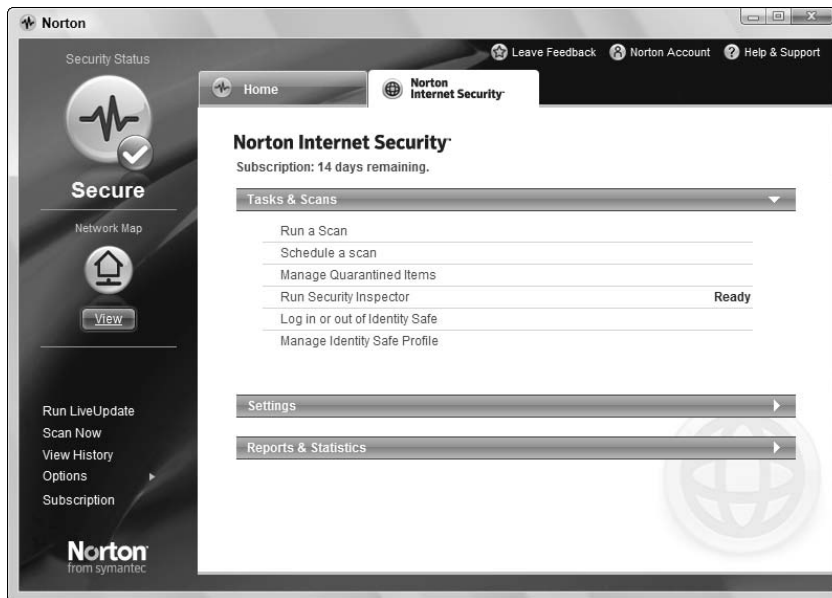 Norton
Security Status
Leave Feedback
Norton Account
? Help & Support
Home
Norton
Internet Security
Secure
Norton Internet Security
Subscription: 14 days remaining.
Tasks & Scans
Network Map
Run a Scan
Schedule a scan
Manage Quarantined Items
Run Security Inspector Ready
Log in or out of Identity Safe
Manage Identity Safe Profile
View
Settings
Reports & Statistics
Run LiveUpdate
Scan Now
View History
Options
Subscription
Norton
from symantec